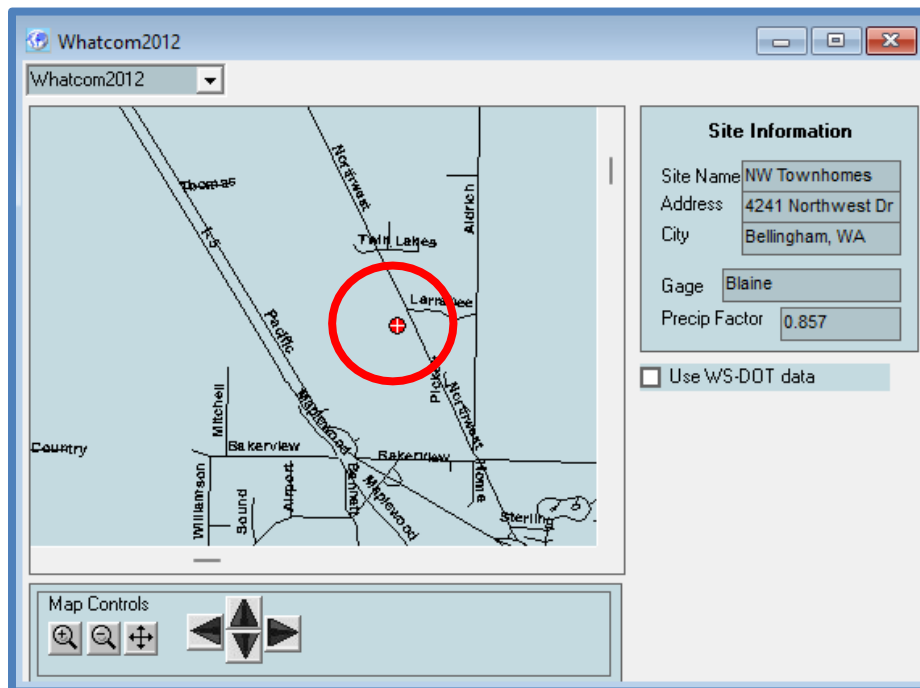 Whatcom2012
Whatcom2012
Site Information
Site Name NW Townhomes
Address 4241 Northwest Dr
City Bellingham, WA
Gage Blaine
Precip Factor 0.857
Use WS-DOT data
Northwest
Thomas
Aldrich
I-5
Twin Lakes
Larrabee
Pacific
Pickett
Northwest
Mitchell
Maplewood
Country
Bakerview
Bakerview
Williamson
Sound
Airport
Bennett
Maplewood
Home
Sterling
Map Controls